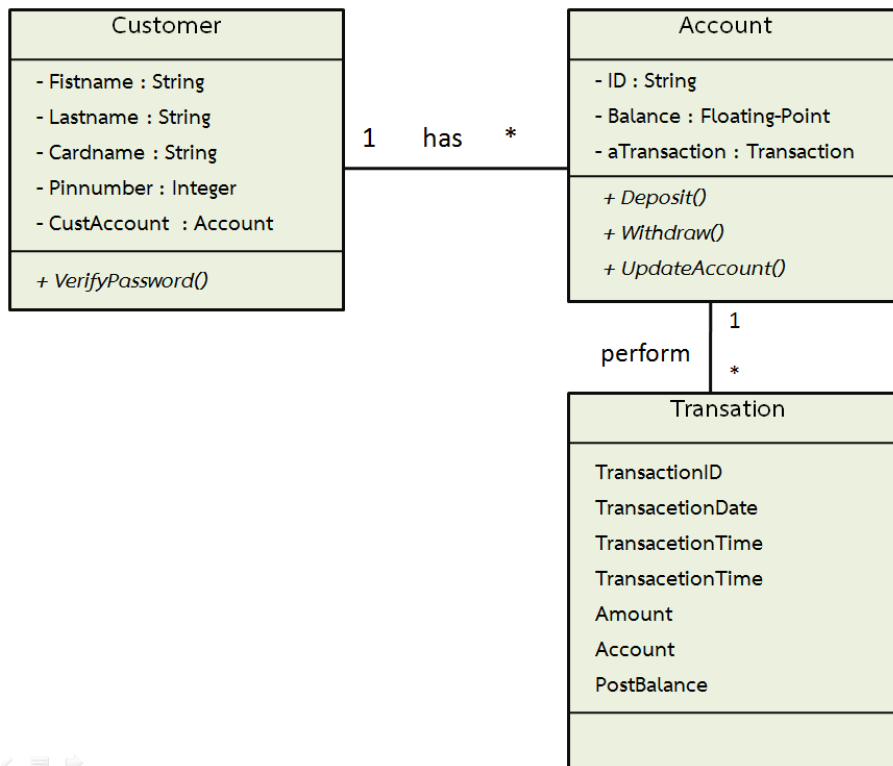 Customer
- Fistname : String
- Lastname : String
- Cardname : String
- Pinnumber : Integer
- CustAccount : Account
+ VerifyPassword()
1 has *
Account
- ID : String
- Balance : Floating-Point
- aTransaction : Transaction
+ Deposit()
+ Withdraw()
+ UpdateAccount()
1
perform
*
Transation
TransactionID
TransacetionDate
TransacetionTime
TransacetionTime
Amount
Account
PostBalance